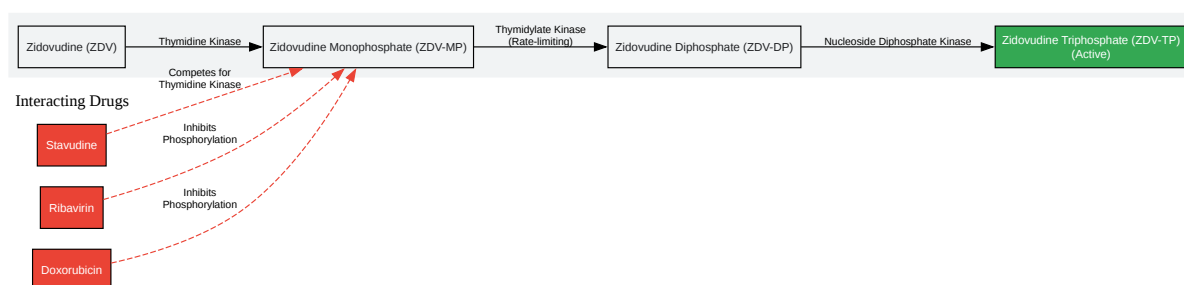 Zidovudine (ZDV)
Thymidine Kinase
Zidovudine Monophosphate (ZDV-MP)
Thymidylate Kinase
(Rate-limiting)
Zidovudine Diphosphate (ZDV-DP)
Nucleoside Diphosphate Kinase
Zidovudine Triphosphate (ZDV-TP)
(Active)
Competes for
Thymidine Kinase
Interacting Drugs
Stavudine
Inhibits
Phosphorylation
Ribavirin
Inhibits
Phosphorylation
Doxorubicin